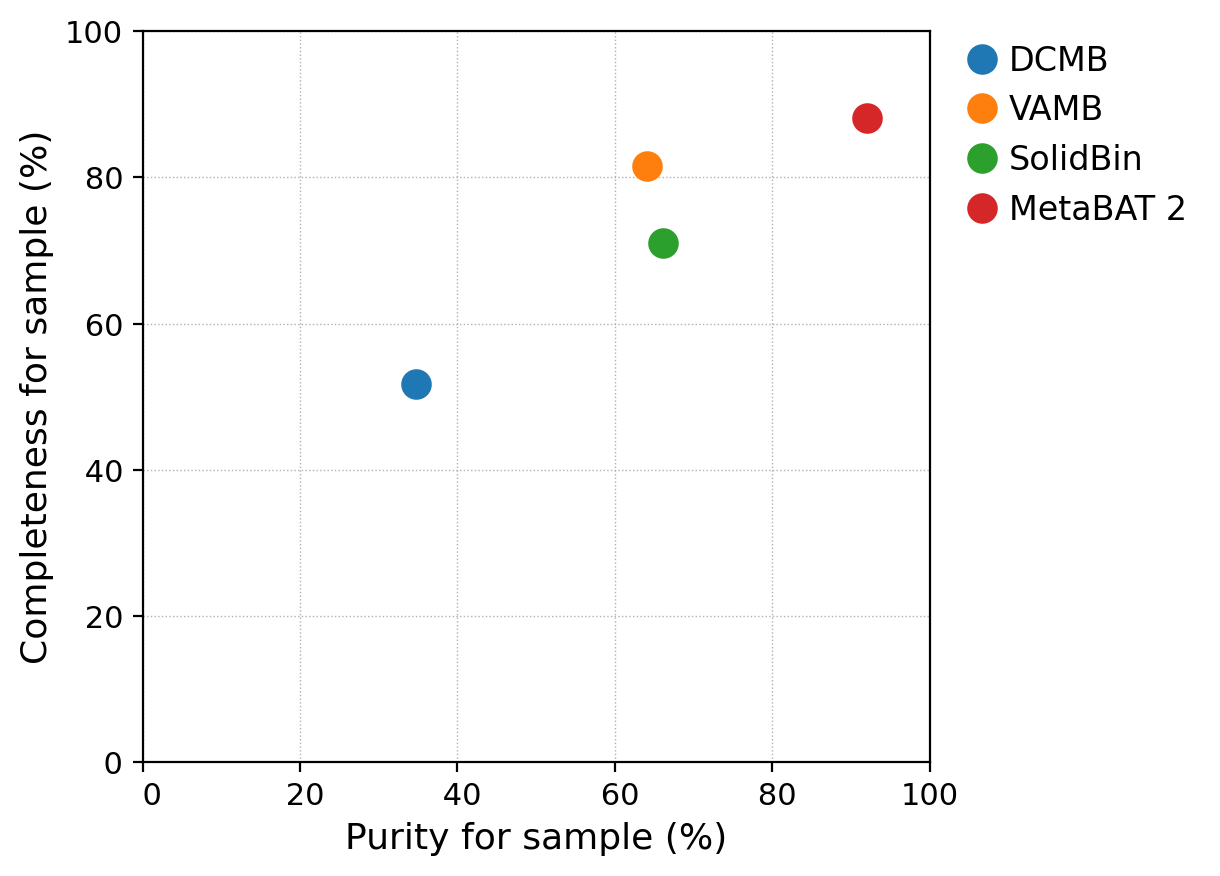 100
80
60
40
20
0
Completeness for sample (%)
0 20 40 60 80 100
Purity for sample (%)
DCMB
VAMB
SolidBin
MetaBAT 2